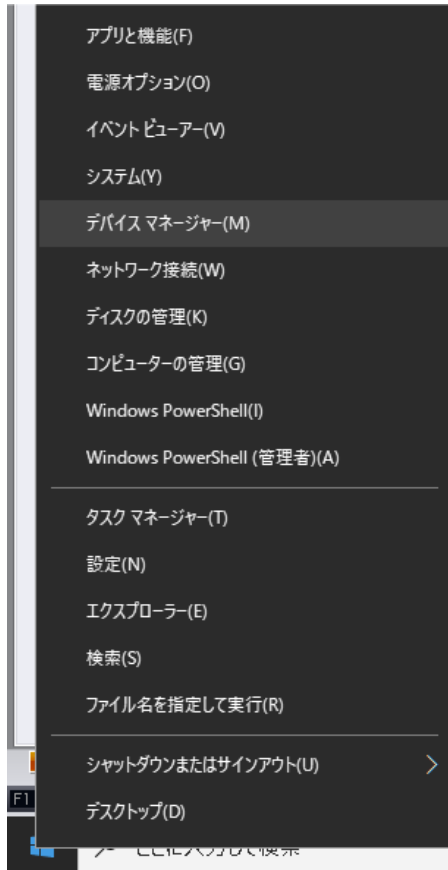 アプリと機能(F)
電源オプション(O)
イベント ビューアー(V)
システム(Y)
デバイス マネージャー(M)
ネットワーク接続(W)
ディスクの管理(K)
コンピューターの管理(G)
Windows PowerShell(I)
Windows PowerShell (管理者)(A)
タスク マネージャー(T)
設定(N)
エクスプローラー(E)
検索(S)
ファイル名を指定して実行(R)
シャットダウンまたはサインアウト(U)
デスクトップ(D)
F1